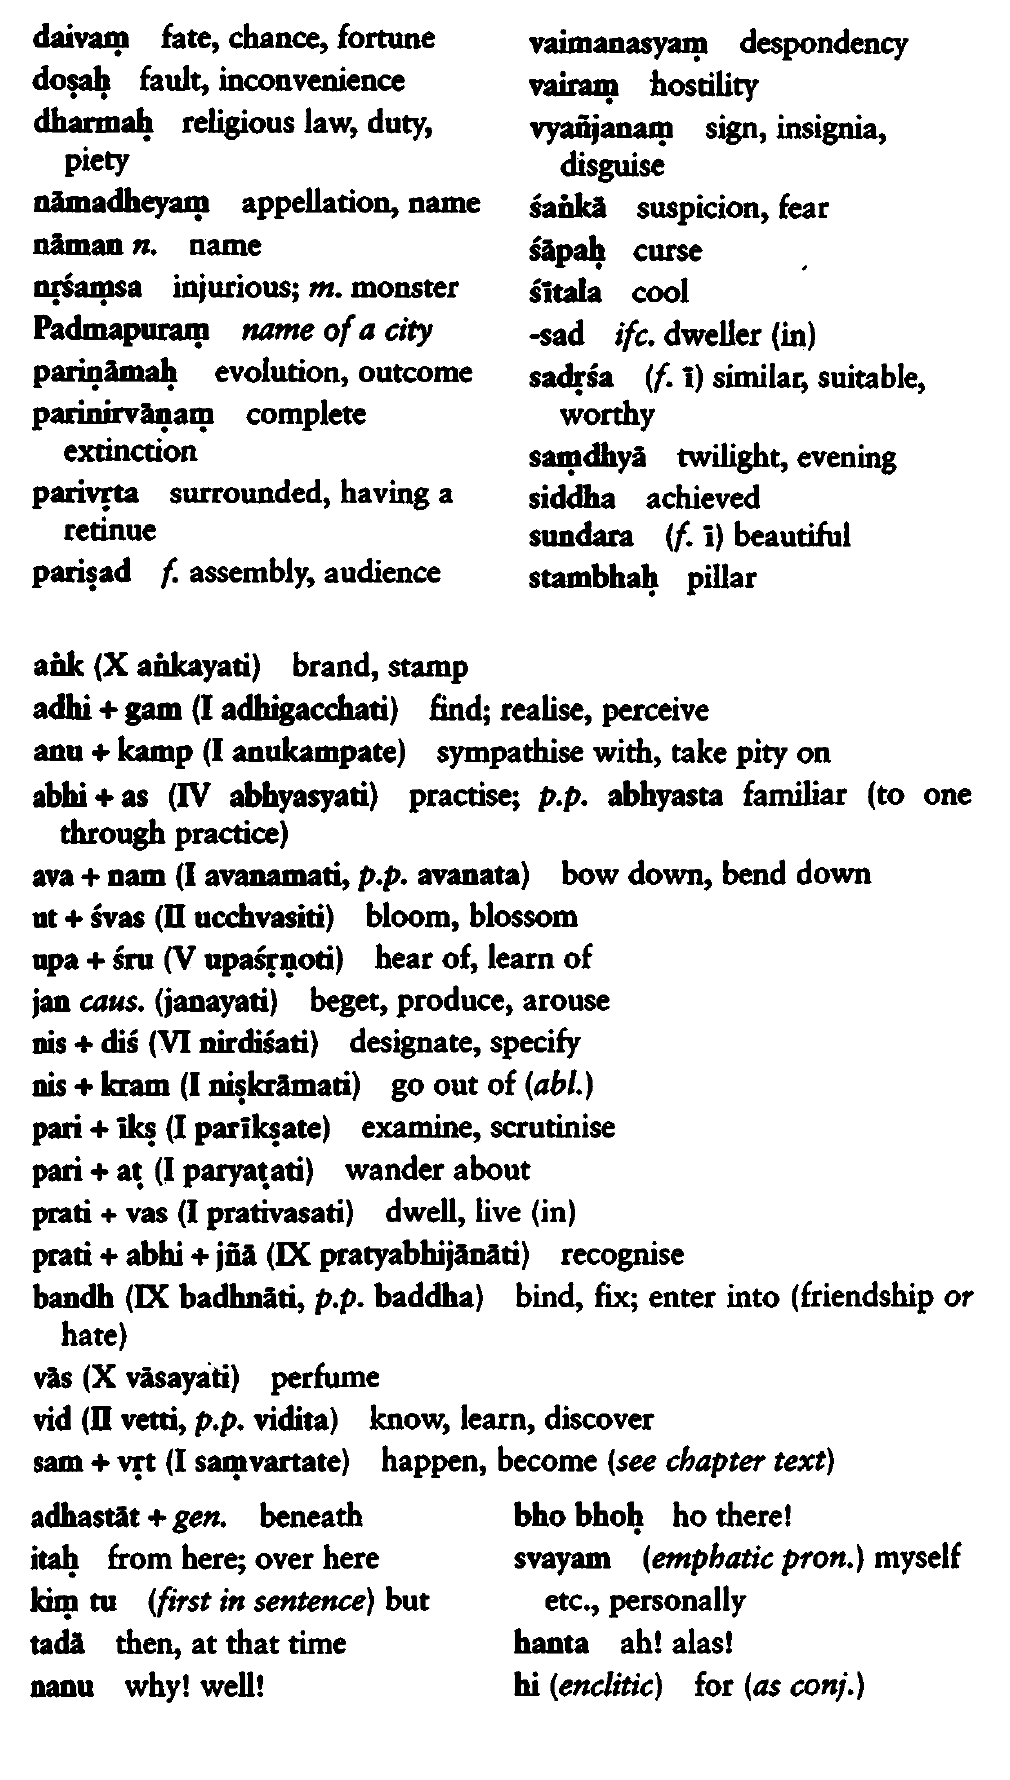 daivaṃ fate, chance, fortune
doṣaḥ fault, inconvenience
dharmaḥ religious law, duty,
piety
nāmadheyaṃ appellation, name
nāman n. name
nṛśaṃsa injurious; m. monster
Padmapuraṃ name of a city
pariṇāmaḥ evolution, outcome
parinirvāṇaṃ complete
extinction
parivṛta surrounded, having a
retinue
pariṣad f. assembly, audience
vaimanasyaṃ despondency
vairaṃ hostility
vyañjanaṃ sign, insignia,
disguise
śaṅkā suspicion, fear
śāpaḥ curse
śītala cool
-sad ifc. dweller (in)
sadṛśa (f. ī) similar, suitable,
worthy
saṃdhyā twilight, evening
siddha achieved
sundara (f. ī) beautiful
stambhaḥ pillar
aṅk (X aṅkayati) brand, stamp
adhi + gam (I adhigacchati) find; realise, perceive
anu + kamp (I anukampate) sympathise with, take pity on
abhi + as (IV abhyasyati) practise; p.p. abhyasta familiar (to one
through practice)
ava + nam (I avanamati, p.p. avanata) bow down, bend down
ut + śvas (II ucchvasiti) bloom, blossom
upa + śru (V upaśṛṇoti) hear of, learn of
jan caus. (janayati) beget, produce, arouse
nis + diś (VI nirdiśati) designate, specify
nis + kram (I niṣkrāmati) go out of (abl.)
pari + īkṣ (I parīkṣate) examine, scrutinise
pari + aṭ (I paryaṭati) wander about
prati + vas (I prativasati) dwell, live (in)
prati + abhi + jñā (IX pratyabhijānāti) recognise
bandh (IX badhnāti, p.p. baddha) bind, fix; enter into (friendship or
hate)
vās (X vāsayati) perfume
vid (II vetti, p.p. vidita) know, learn, discover
sam + vṛt (I saṃvartate) happen, become (see chapter text)
adhastāt + gen. beneath
itaḥ from here; over here
kiṃ tu (first in sentence) but
tadā then, at that time
nanu why! well!
bho bhoḥ ho there!
svayam (emphatic pron.) myself
etc., personally
hanta ah! alas!
hi (enclitic) for (as conj.)